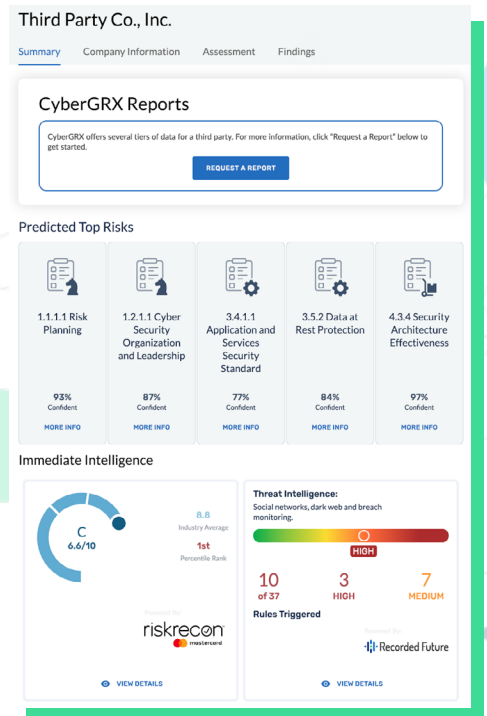 Third Party Co., Inc.
Summary Company Information Assessment Findings
CyberGRX Reports
CyberGRX offers several tiers of data for a third party. For more information, click "Request a Report" below to
get started.
REQUEST A REPORT
Predicted Top Risks
1.1.1.1 Risk
Planning
93%
Confident
MORE INFO
1.2.1.1 Cyber
Security
Organization
and Leadership
87%
Confident
MORE INFO
3.4.1.1
Application and
Services
Security
Standard
77%
Confident
MORE INFO
3.5.2 Data at
Rest Protection
84%
Confident
MORE INFO
4.3.4 Security
Architecture
Effectiveness
97%
Confident
MORE INFO
Immediate Intelligence
C
6.6/10
8.8
Industry Average
1st
Percentile Rank
Powered By
riskrecon
mastercard
VIEW DETAILS
Threat Intelligence:
Social networks, dark web and breach
monitoring.
HIGH
10 3 7
of 37 HIGH MEDIUM
Rules Triggered
Powered By
Recorded Future
VIEW DETAILS